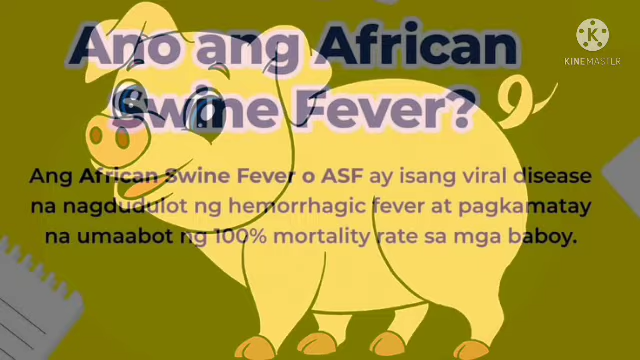 Ano ang African
Swine Fever?
KINEMASTER
Ang African Swine Fever o ASF ay isang viral disease
na nagdudulot ng hemorrhagic fever at pagkamatay
na umaabot ng 100% mortality rate sa mga baboy.